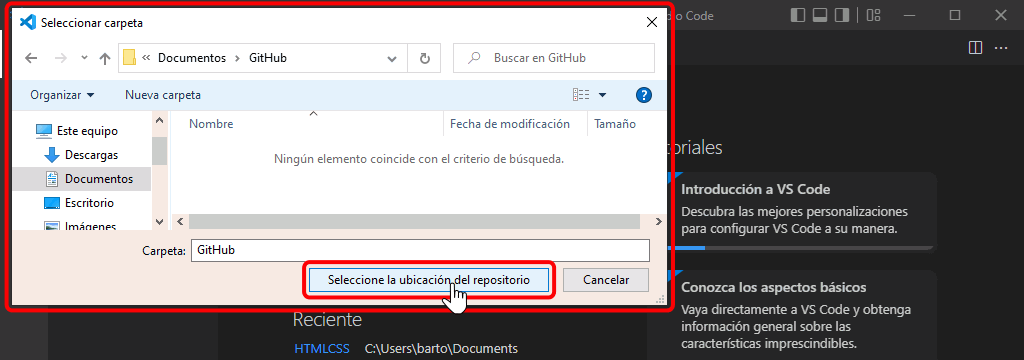 Seleccionar carpeta
o Code
« Documentos > GitHub
Buscar en GitHub
Organizar
Nueva carpeta
Este equipo
Descargas
Documentos
Escritorio
Imágenes
Nombre
Fecha de modificación
Tamaño
Ningún elemento coincide con el criterio de búsqueda.
Carpeta: GitHub
Seleccione la ubicación del repositorio
Cancelar
toriales
Introducción a VS Code
Descubra las mejores personalizaciones
para configurar VS Code a su manera.
Conozca los aspectos básicos
Vaya directamente a VS Code y obtenga
información general sobre las
características imprescindibles.
Reciente
HTMLCSS C:\Users\barto\Documents